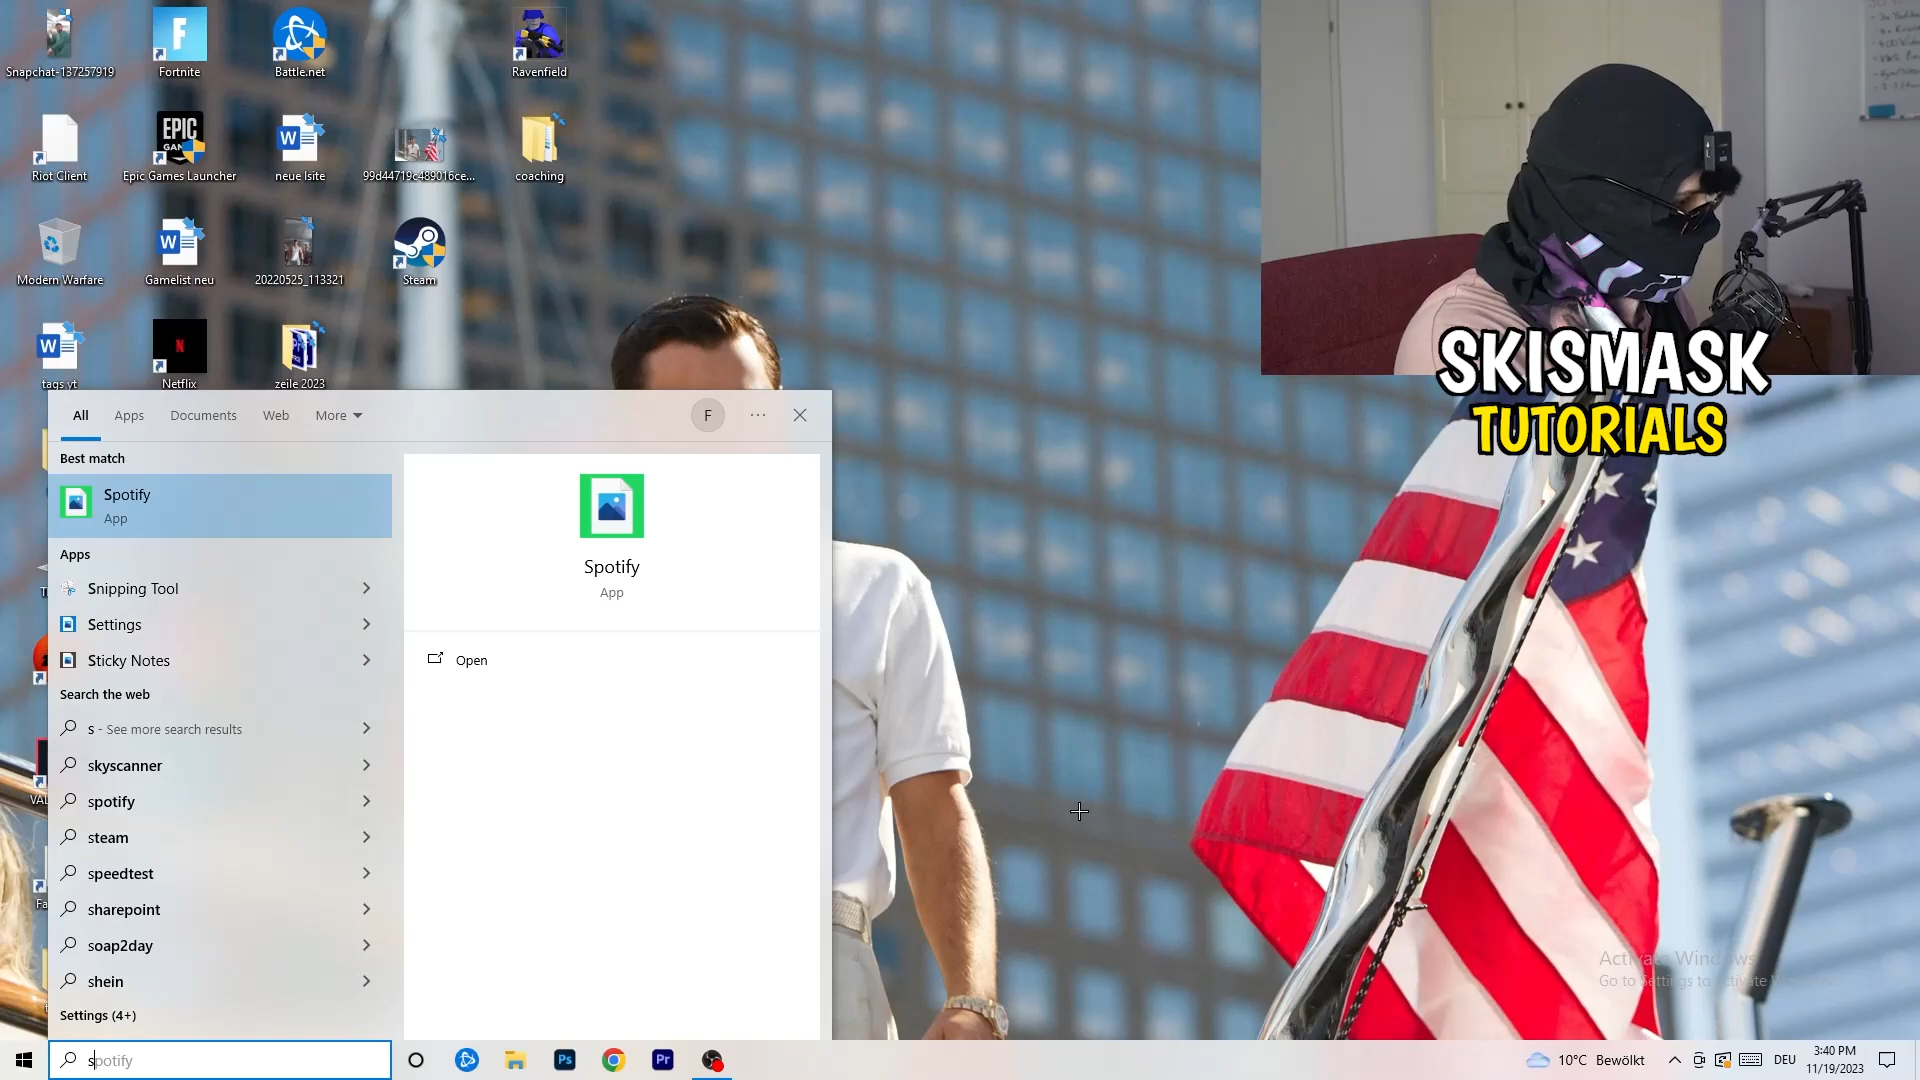 Snapchat-137257919
Fortnite
Battle.net
Ravenfield
EPIC
Riot Client
Epic Games Launcher
neue lsite
99d44719c489016ce...
coaching
Modern Warfare
Gamelist neu
20220525_113321
Steam
N
tags yt
Netflix
zeile 2023
SKISMASK
TUTORIALS
All
Apps
Documents
Web
More
F
Best match
Spotify
App
Apps
Snipping Tool
Settings
Sticky Notes
Search the web
s - See more search results
skyscanner
spotify
steam
speedtest
sharepoint
soap2day
shein
Settings (4+)
Spotify
App
Open
Activate Windows
Go to Settings to activate
spotify
Ps
Pr
10°C Bewölkt
DEU
3:40 PM
11/19/2023